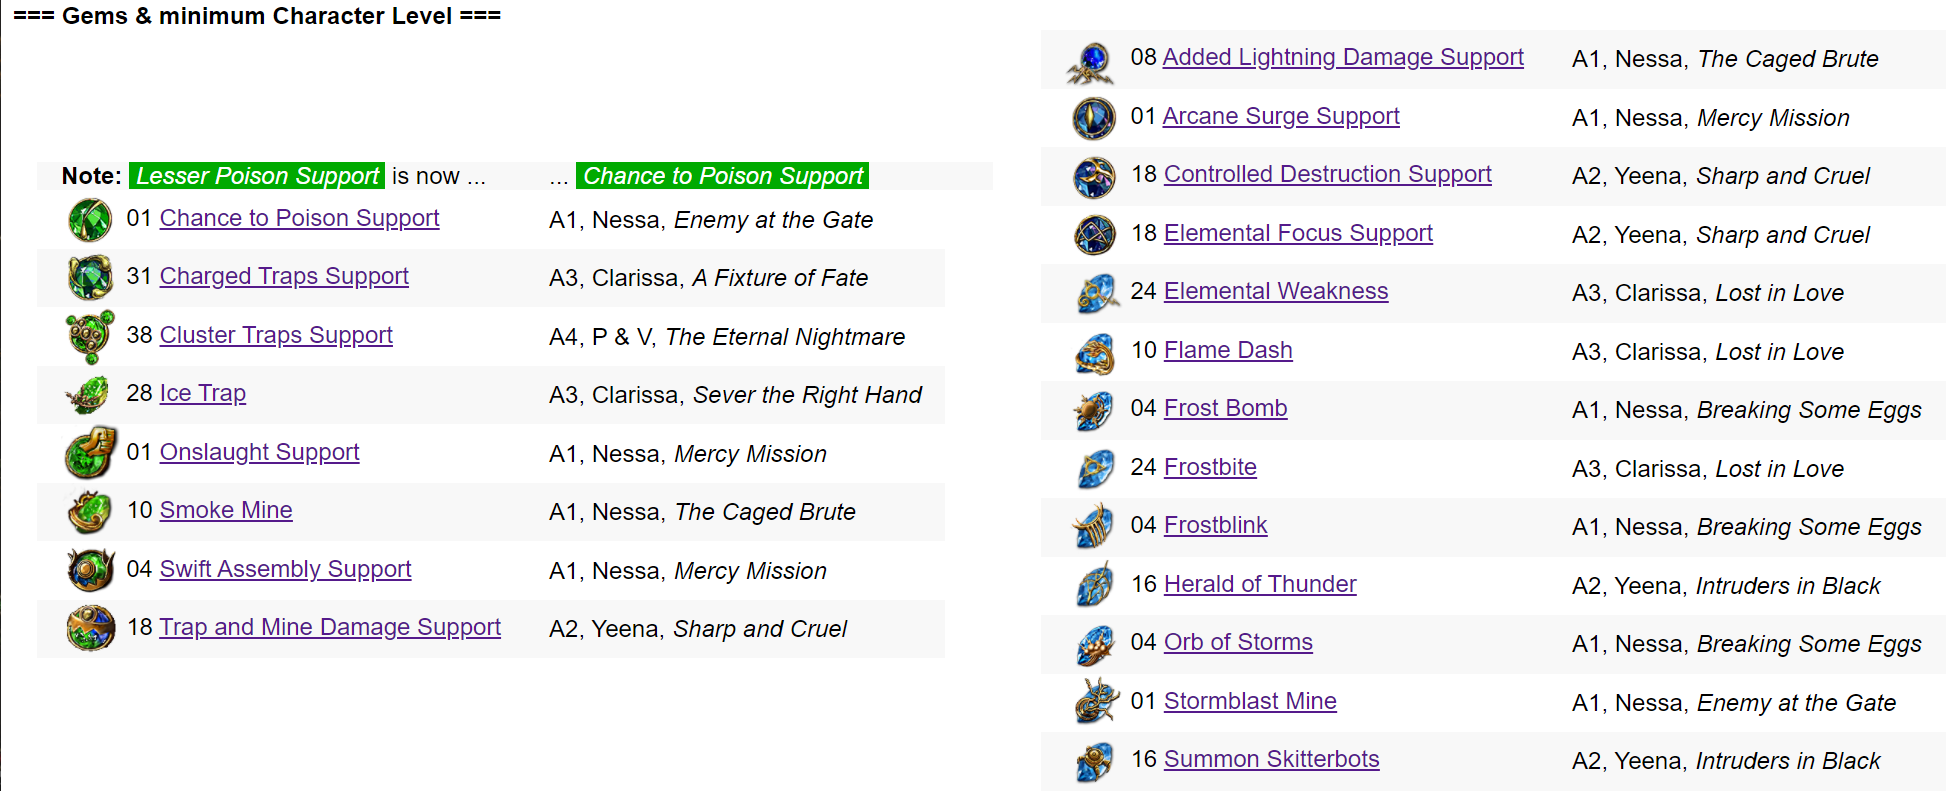 === Gems & minimum Character Level ===
Note: Lesser Poison Support is now ... ... Chance to Poison Support
01 Chance to Poison Support A1, Nessa, Enemy at the Gate
31 Charged Traps Support A3, Clarissa, A Fixture of Fate
38 Cluster Traps Support A4, P & V, The Eternal Nightmare
28 Ice Trap A3, Clarissa, Sever the Right Hand
01 Onslaught Support A1, Nessa, Mercy Mission
10 Smoke Mine A1, Nessa, The Caged Brute
04 Swift Assembly Support A1, Nessa, Mercy Mission
18 Trap and Mine Damage Support A2, Yeena, Sharp and Cruel
08 Added Lightning Damage Support A1, Nessa, The Caged Brute
01 Arcane Surge Support A1, Nessa, Mercy Mission
18 Controlled Destruction Support A2, Yeena, Sharp and Cruel
18 Elemental Focus Support A2, Yeena, Sharp and Cruel
24 Elemental Weakness A3, Clarissa, Lost in Love
10 Flame Dash A3, Clarissa, Lost in Love
04 Frost Bomb A1, Nessa, Breaking Some Eggs
24 Frostbite A3, Clarissa, Lost in Love
04 Frostblink A1, Nessa, Breaking Some Eggs
16 Herald of Thunder A2, Yeena, Intruders in Black
04 Orb of Storms A1, Nessa, Breaking Some Eggs
01 Stormblast Mine A1, Nessa, Enemy at the Gate
16 Summon Skitterbots A2, Yeena, Intruders in Black